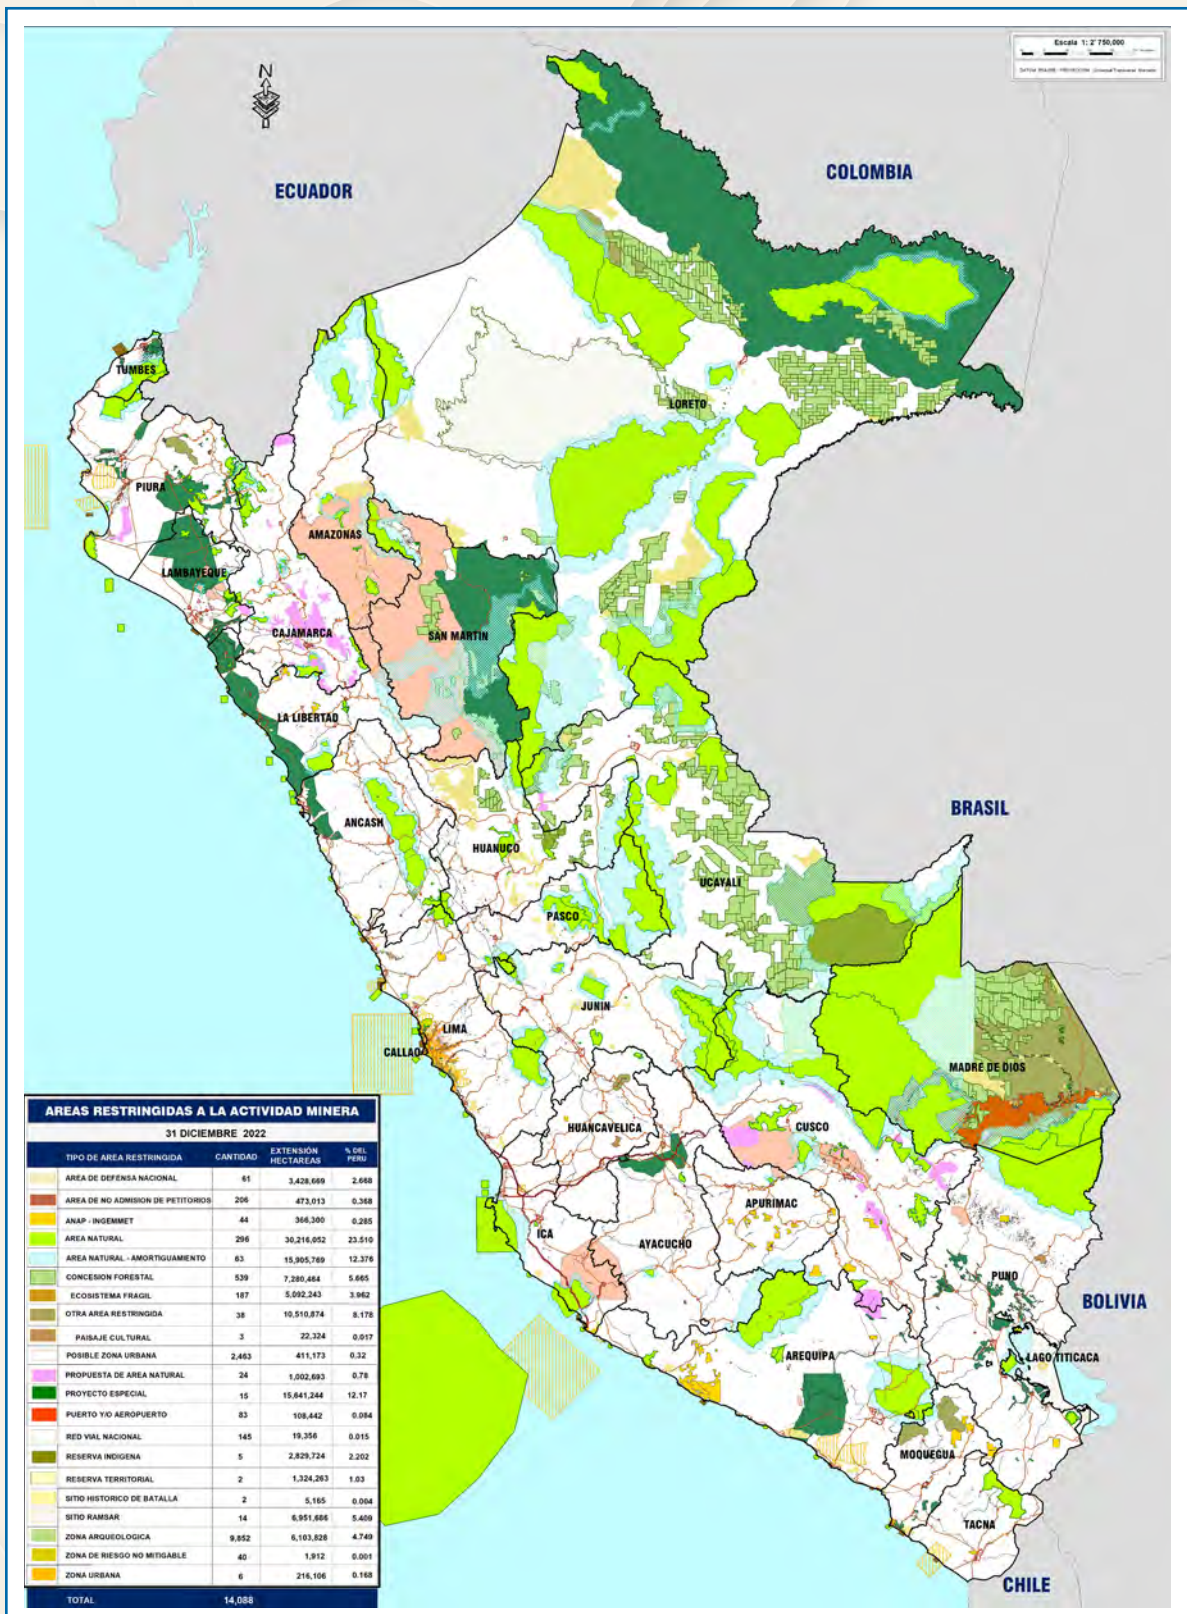 Escala 1: 2'750,000
N
ECUADOR
COLOMBIA
TUMBES
LORETO
PIURA
AMAZONAS
LAMBAYEQUE
CAJAMARCA
SAN MARTIN
LA LIBERTAD
BRASIL
ANCASH
HUANUCO
UCAYALI
PASCO
JUNIN
LIMA
CALLAO
MADRE DE DIOS
HUANCAVELICA
CUSCO
APURIMAC
ICA
AYACUCHO
PUNO
BOLIVIA
AREQUIPA
LAGO TITICACA
MOQUEGUA
TACNA
CHILE
AREAS RESTRINGIDAS A LA ACTIVIDAD MINERA
31 DICIEMBRE 2022
TIPO DE AREA RESTRINGIDA CANTIDAD EXTENSIÓN HECTAREAS % DEL PERU
AREA DE DEFENSA NACIONAL 61 3,428,669 2.668
AREA DE NO ADMISION DE PETITORIOS 206 473,013 0.368
ANAP - INGEMMET 44 366,300 0.285
AREA NATURAL 296 30,216,052 23.510
AREA NATURAL - AMORTIGUAMIENTO 63 15,905,769 12.376
CONCESION FORESTAL 539 7,280,464 5.665
ECOSISTEMA FRAGIL 187 5,092,243 3.962
OTRA AREA RESTRINGIDA 38 10,510,874 8.178
PAISAJE CULTURAL 3 22,324 0.017
POSIBLE ZONA URBANA 2,463 411,173 0.32
PROPUESTA DE AREA NATURAL 24 1,002,693 0.78
PROYECTO ESPECIAL 15 15,641,244 12.17
PUERTO Y/O AEROPUERTO 83 108,442 0.084
RED VIAL NACIONAL 145 19,356 0.015
RESERVA INDIGENA 5 2,829,724 2.202
RESERVA TERRITORIAL 2 1,324,263 1.03
SITIO HISTORICO DE BATALLA 2 5,165 0.004
SITIO RAMSAR 14 6,951,686 5.409
ZONA ARQUEOLOGICA 9,852 6,103,828 4.749
ZONA DE RIESGO NO MITIGABLE 40 1,912 0.001
ZONA URBANA 6 216,106 0.168
TOTAL 14,088